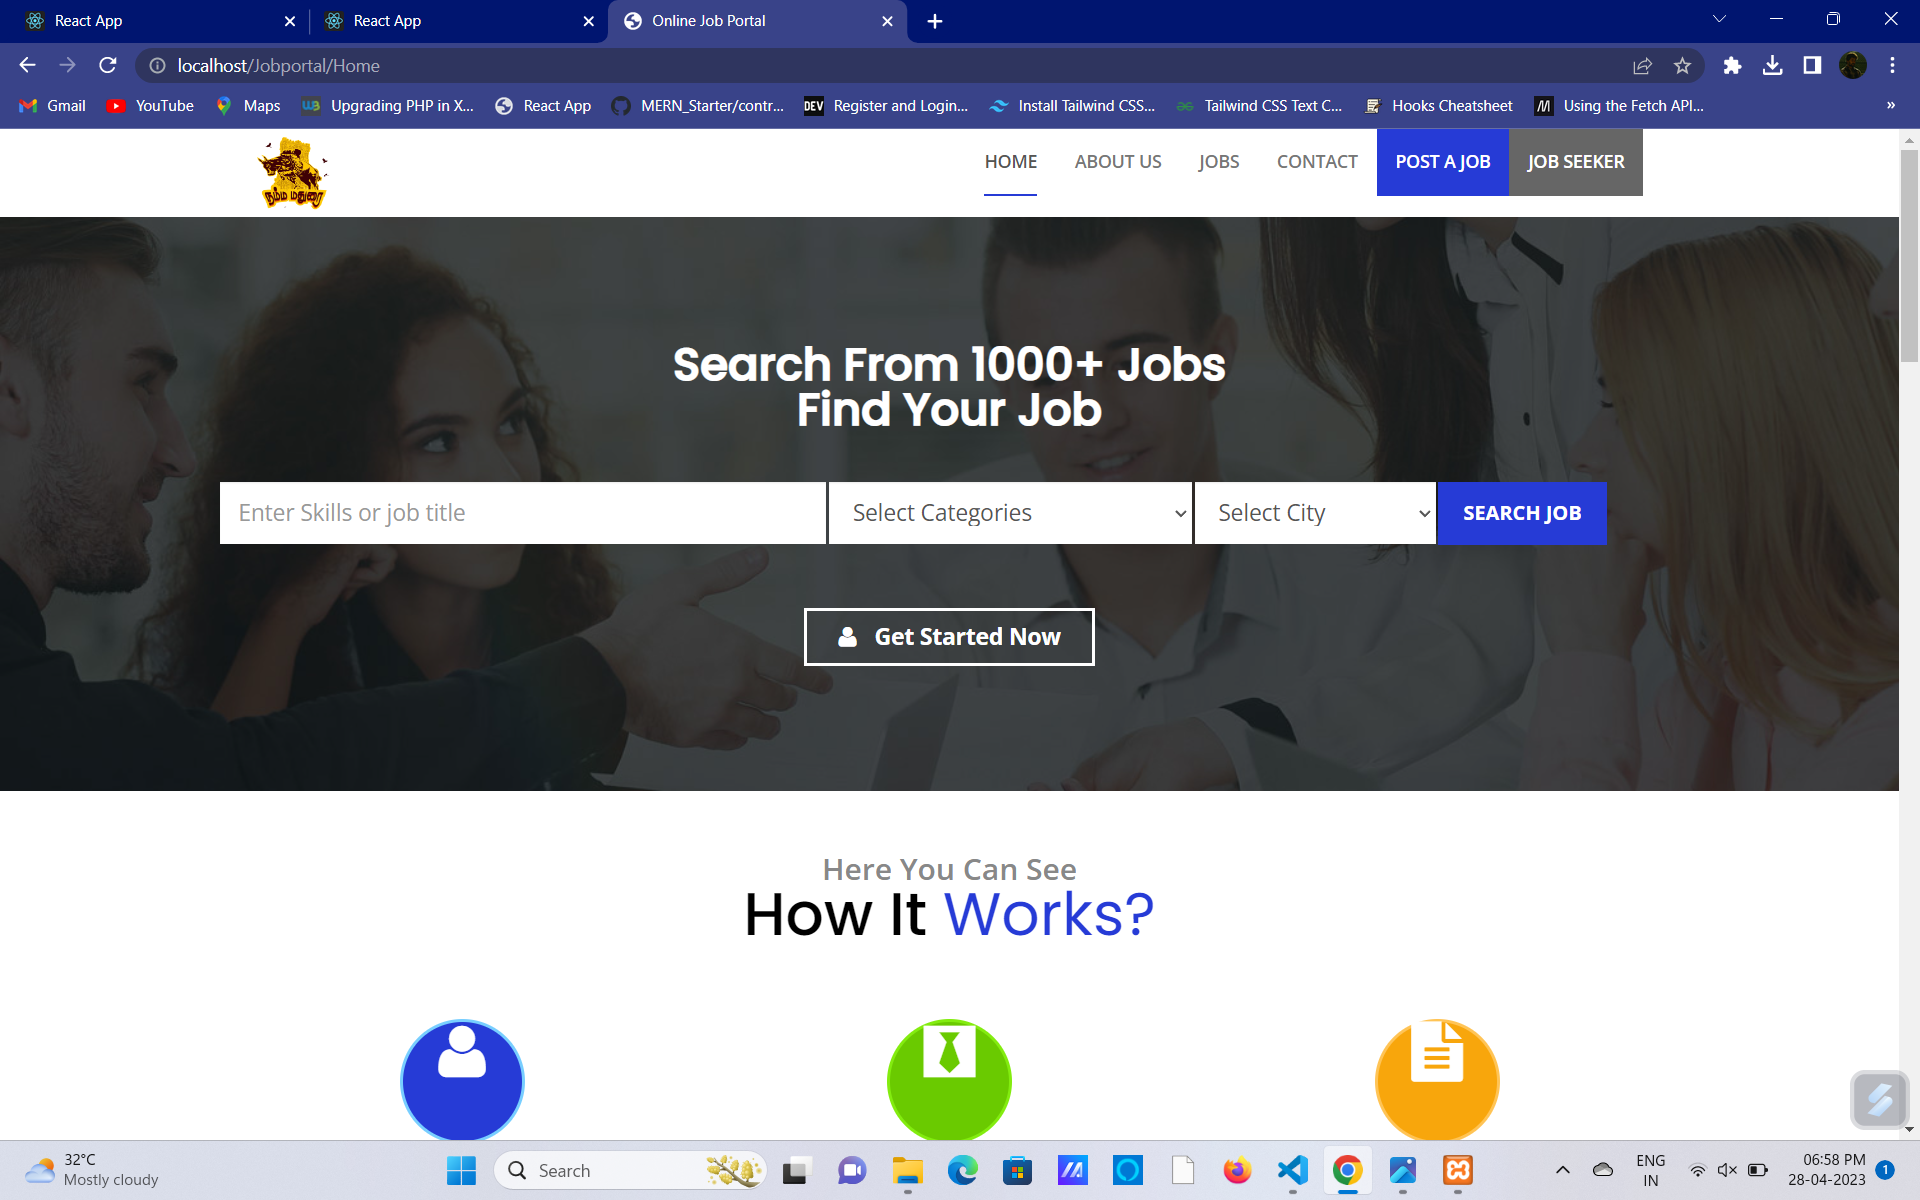 React App
React App
Online Job Portal
localhost/Jobportal/Home
Gmail
YouTube
Maps
Upgrading PHP in X...
React App
MERN_Starter/contr...
DEV
Register and Login...
Install Tailwind CSS...
Tailwind CSS Text C...
Hooks Cheatsheet
Using the Fetch API...
»
நம்ம மதுரை
HOME
ABOUT US
JOBS
CONTACT
POST A JOB
JOB SEEKER
Search From 1000+ Jobs
Find Your Job
Enter Skills or job title
Select Categories
Select City
SEARCH JOB
Get Started Now
Here You Can See
How It Works?
32°C
Mostly cloudy
Search
ENG
IN
06:58 PM
28-04-2023
1